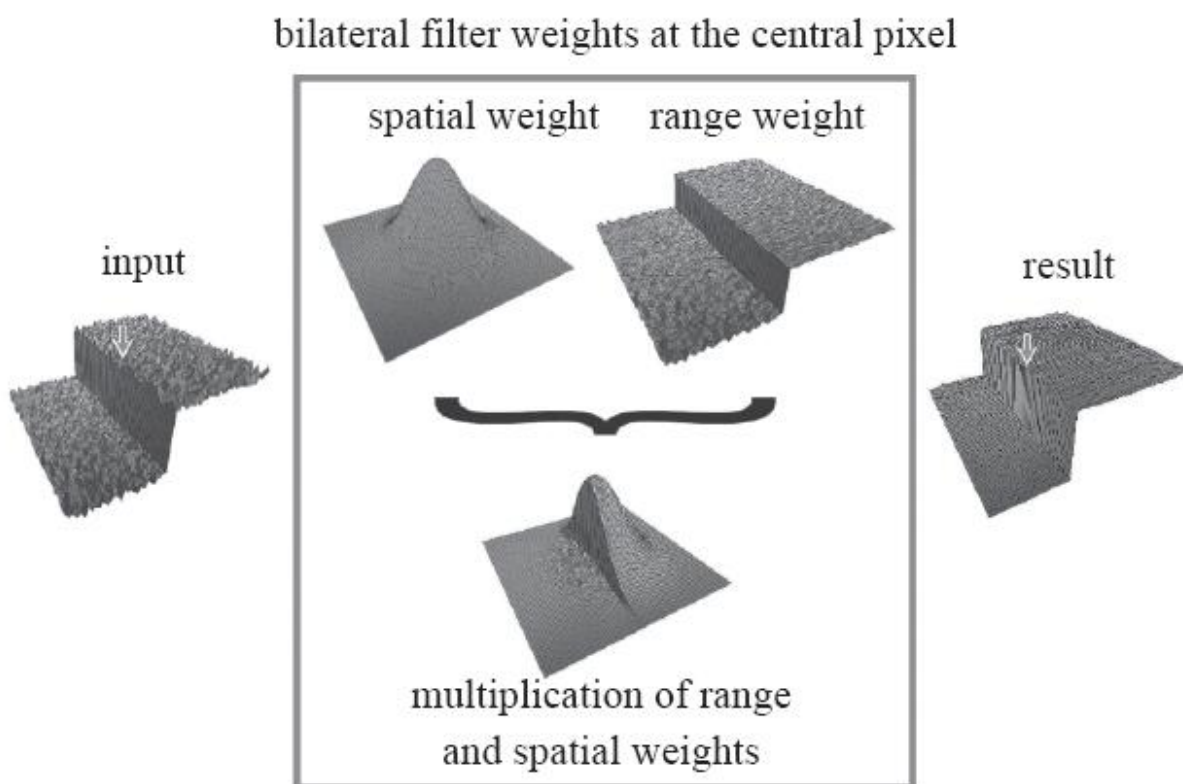 bilateral filter weights at the central pixel
spatial weight
range weight
input
result
multiplication of range
and spatial weights